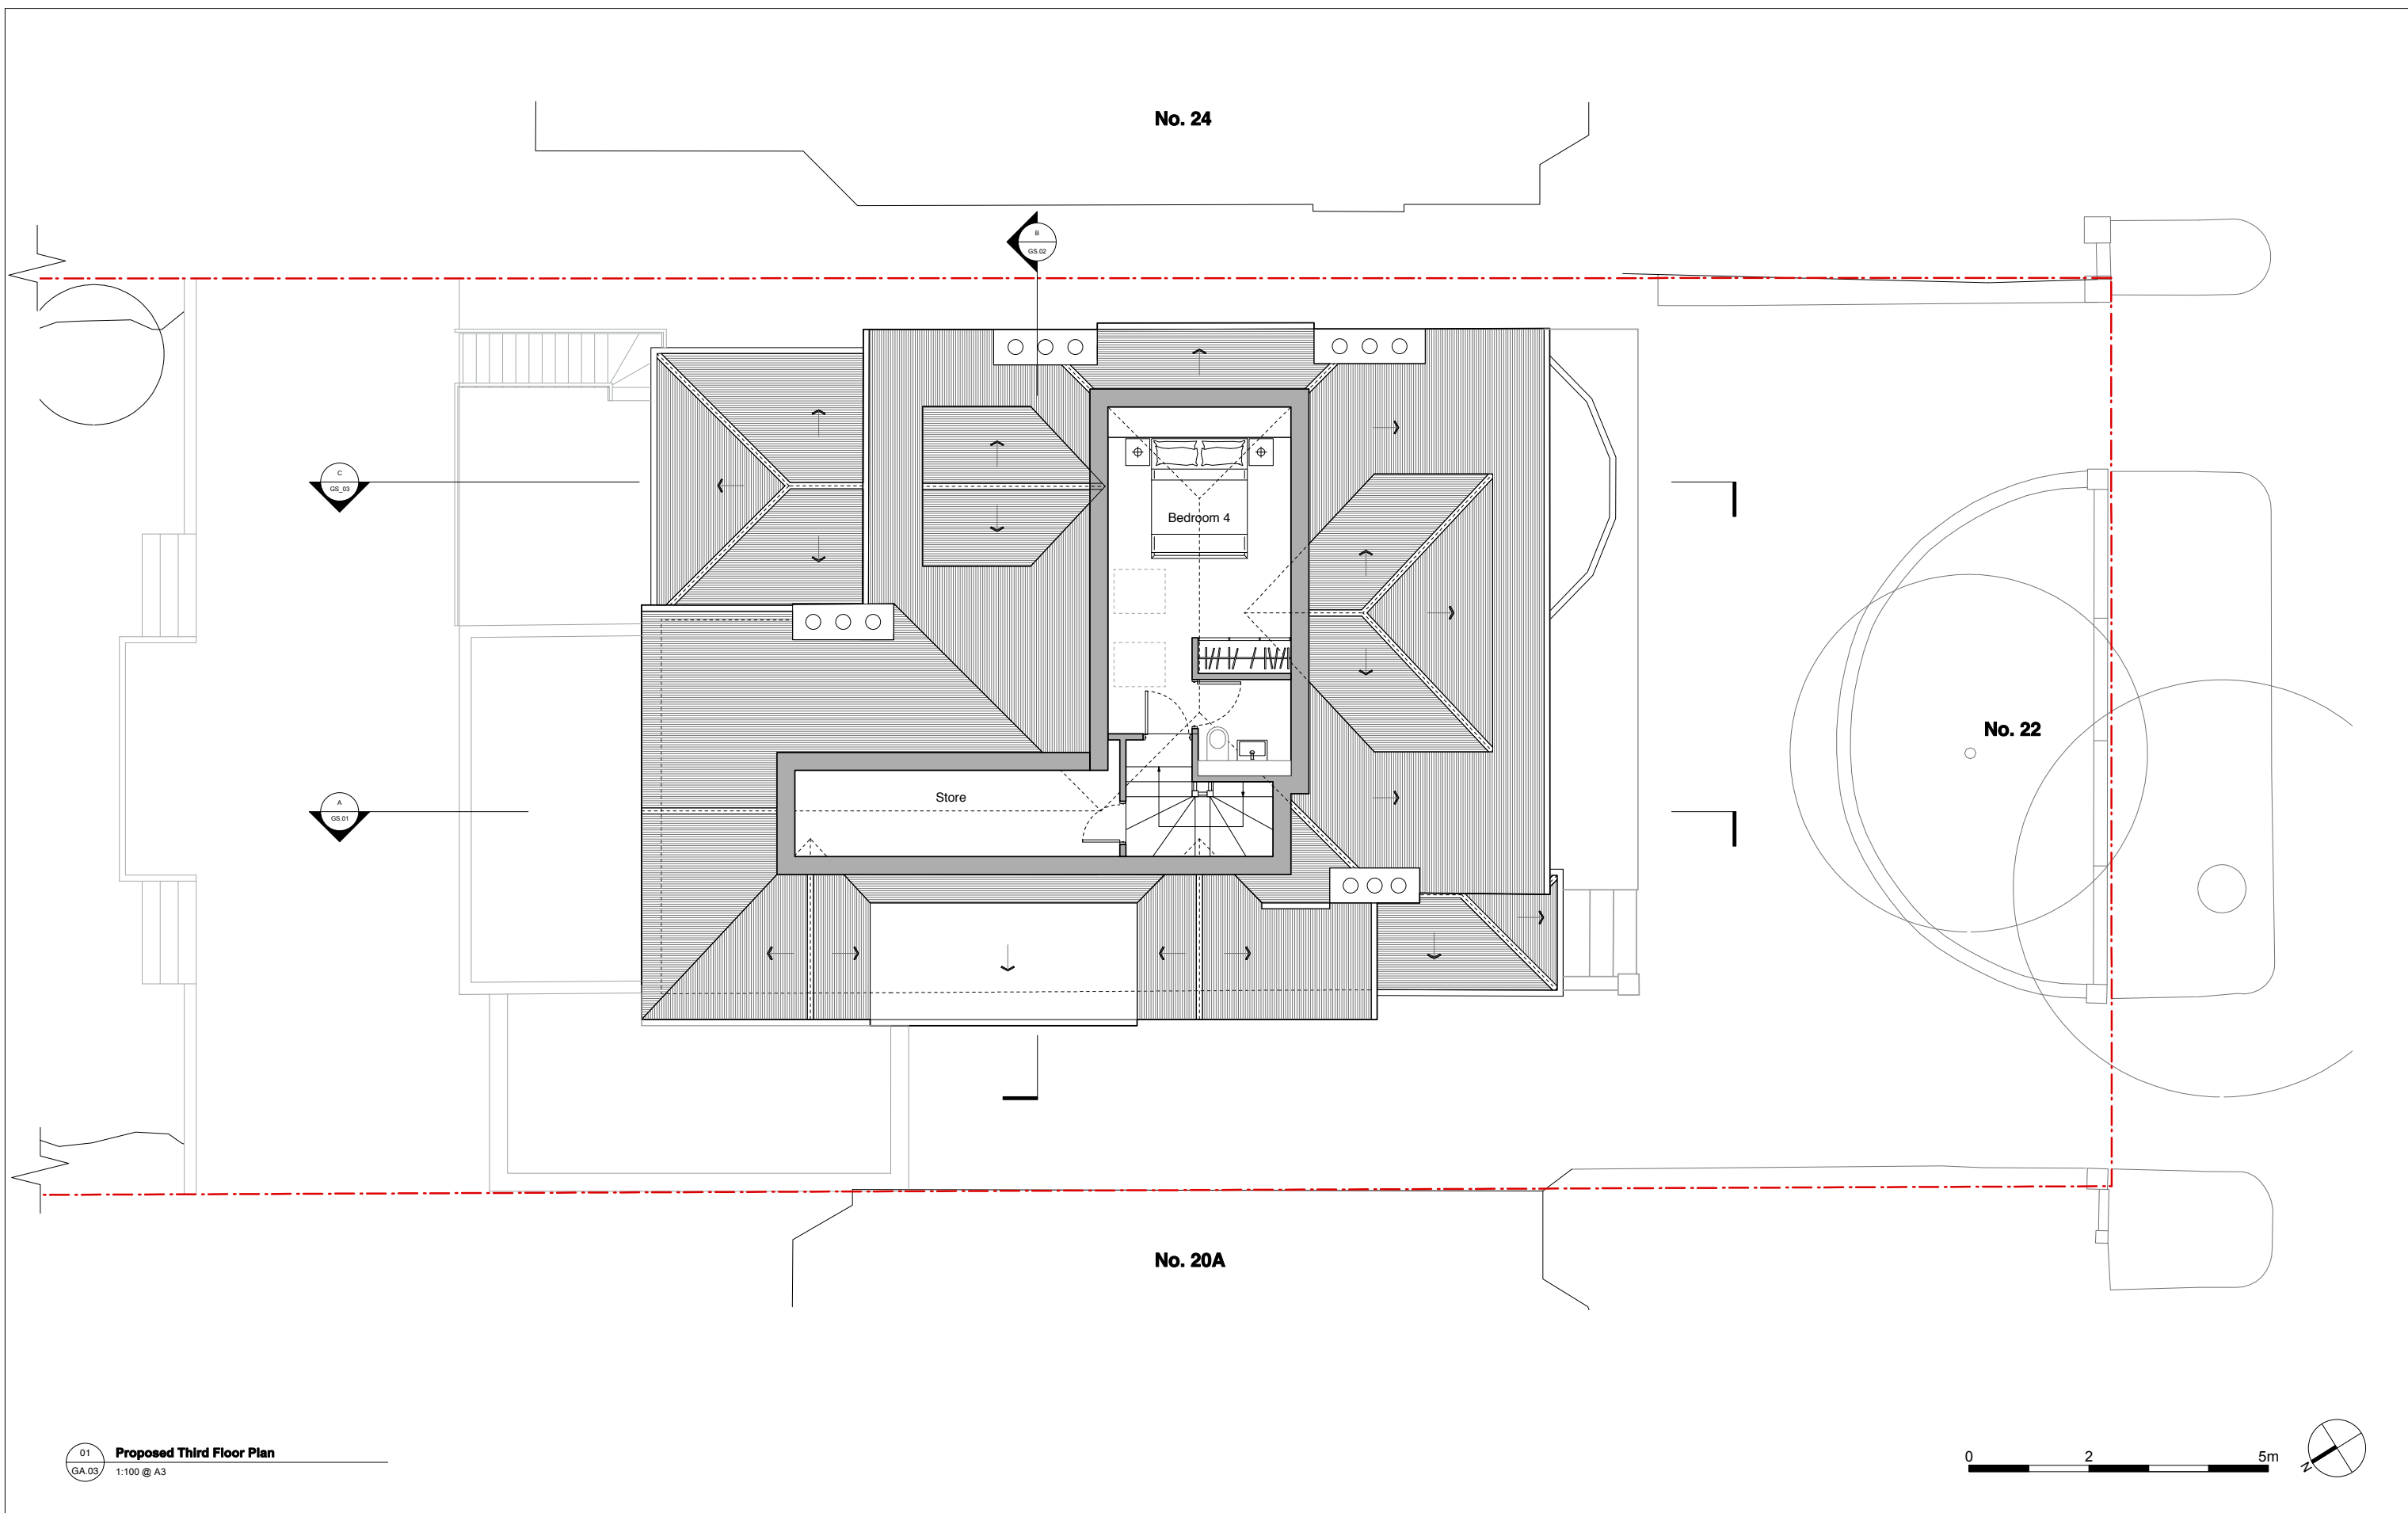 No. 24
B
GS.02
C
GS_03
Bedroom 4
No. 22
A
GS.01
Store
No. 20A
01
Proposed Third Floor Plan
GA.03
1:100 @ A3
0 2 5m
N